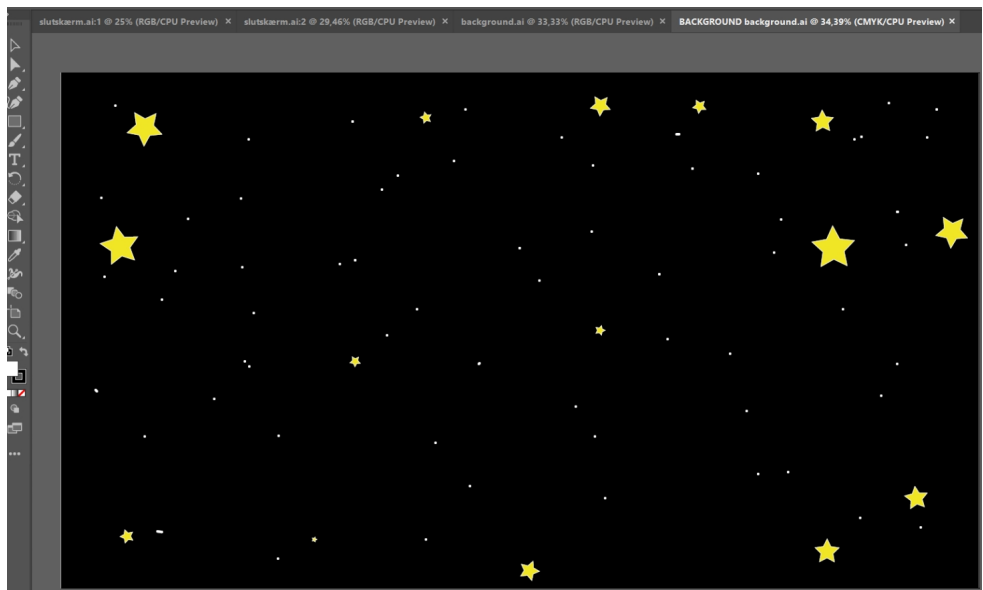 slutskærm.ai:1 @ 25% (RGB/CPU Preview) × slutskærm.ai:2 @ 29,46% (RGB/CPU Preview) × background.ai @ 33,33% (RGB/CPU Preview) × BACKGROUND background.ai @ 34,39% (CMYK/CPU Preview) ×
T